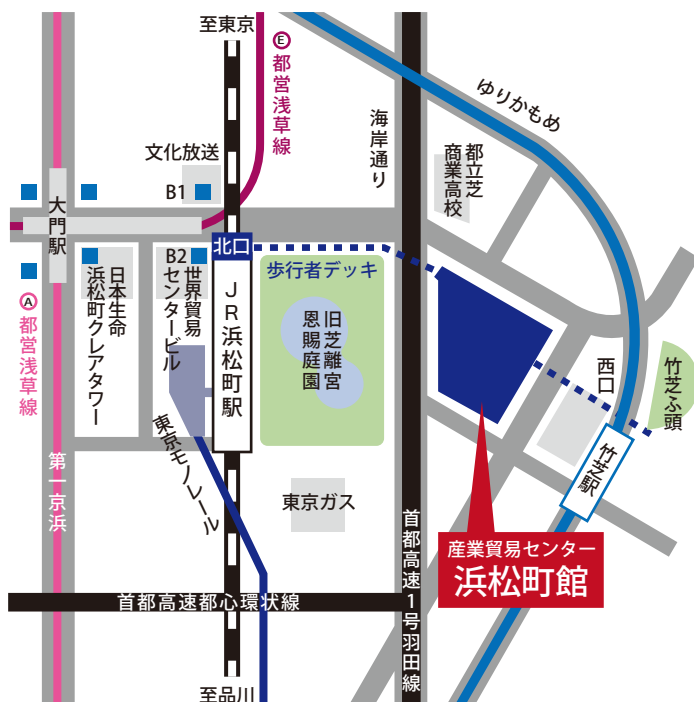 至東京
E
都営浅草線
ゆりかもめ
海岸通り
文化放送
都立芝
商業高校
B1
大門駅
北口
B2
歩行者デッキ
日本生命
浜松町クレアタワー
世界貿易
センタービル
JR浜松町駅
旧芝離宮
恩賜庭園
A
都営浅草線
西口
竹芝ふ頭
東京モノレール
竹芝駅
第一京浜
東京ガス
首都高速1号羽田線
産業貿易センター
浜松町館
首都高速都心環状線
至品川